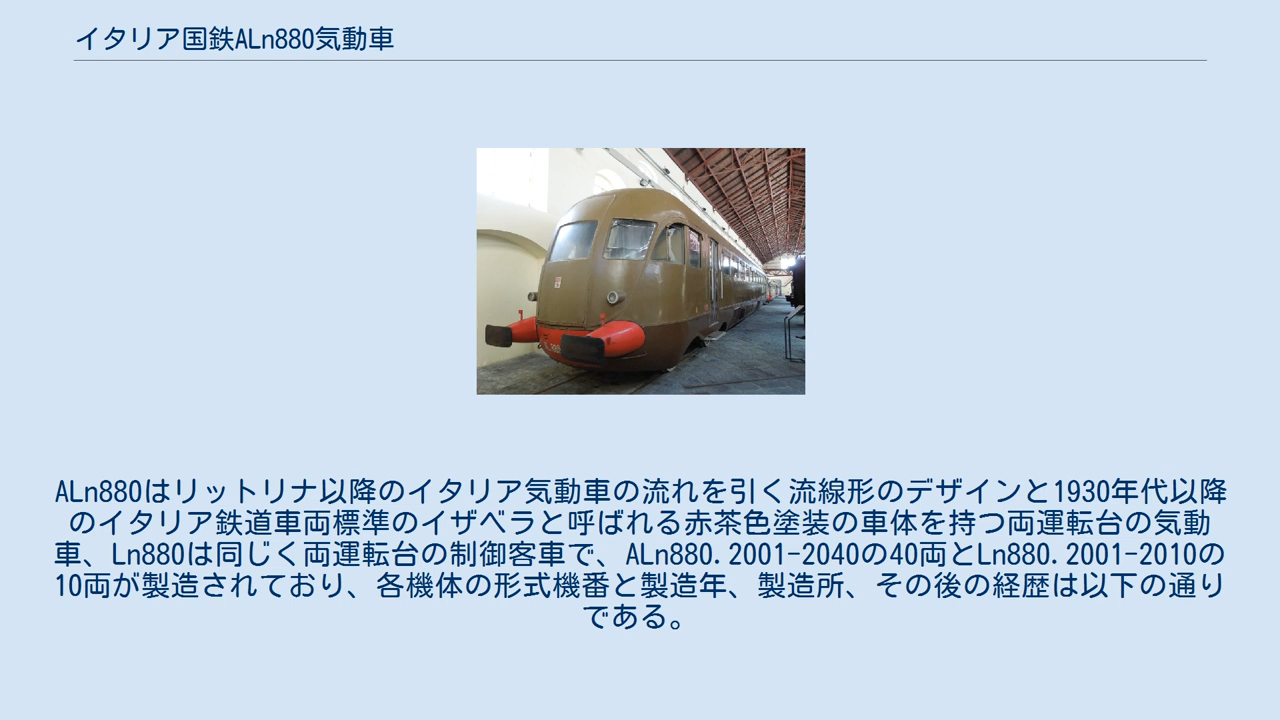 イタリア国鉄ALn880気動車
ALn880はリットリナ以降のイタリア気動車の流れを引く流線形のデザインと1930年代以降
のイタリア鉄道車両標準のイザベラと呼ばれる赤茶色塗装の車体を持つ両運転台の気動
車、Ln880は同じく両運転台の制御客車で、ALn880.2001-2040の40両とLn880.2001-2010の
10両が製造されており、各機体の形式機番と製造年、製造所、その後の経歴は以下の通り
である。